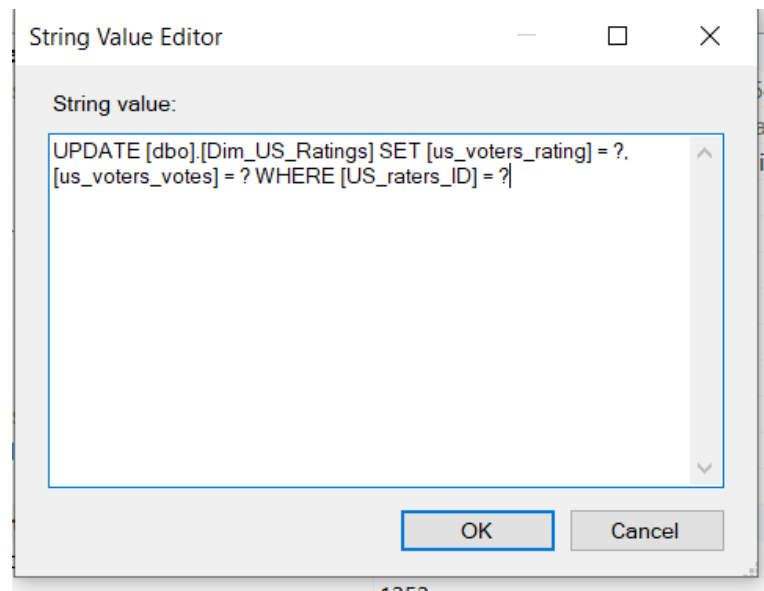 String Value Editor
String value:
UPDATE [dbo].[Dim_US_Ratings] SET [us_voters_rating] = ?,
[us_voters_votes] = ? WHERE [US_raters_ID] = ?
OK
Cancel